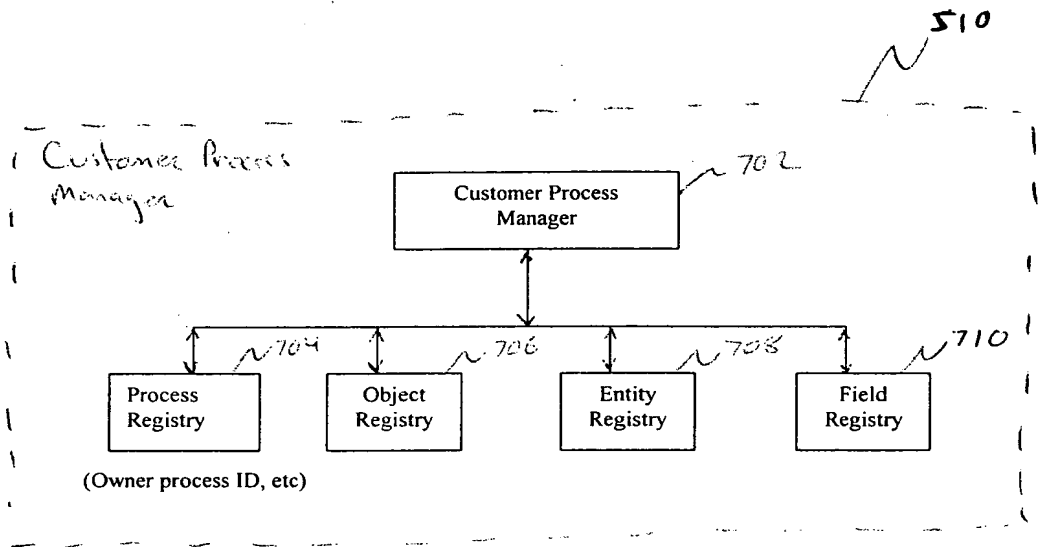 510
Customer Process
Manager
702
Customer Process
Manager
704
706
708
710
Process
Registry
Object
Registry
Entity
Registry
Field
Registry
(Owner process ID, etc)